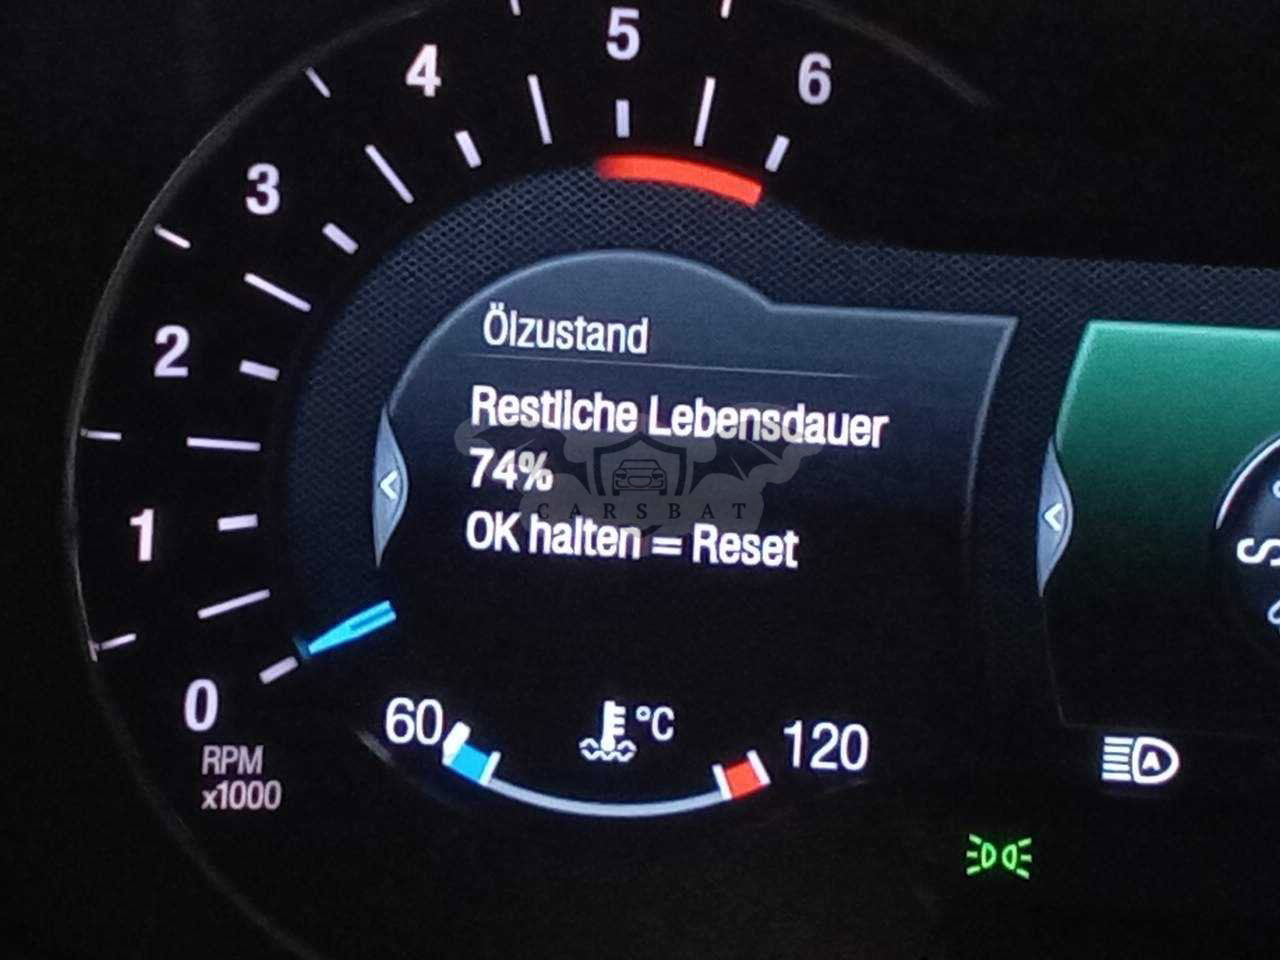 5
4
6
3
2
1
0
RPM
x1000
Ölzustand
Restliche Lebensdauer
74%
CARSBAT
OK halten = Reset
60
°C
120
A